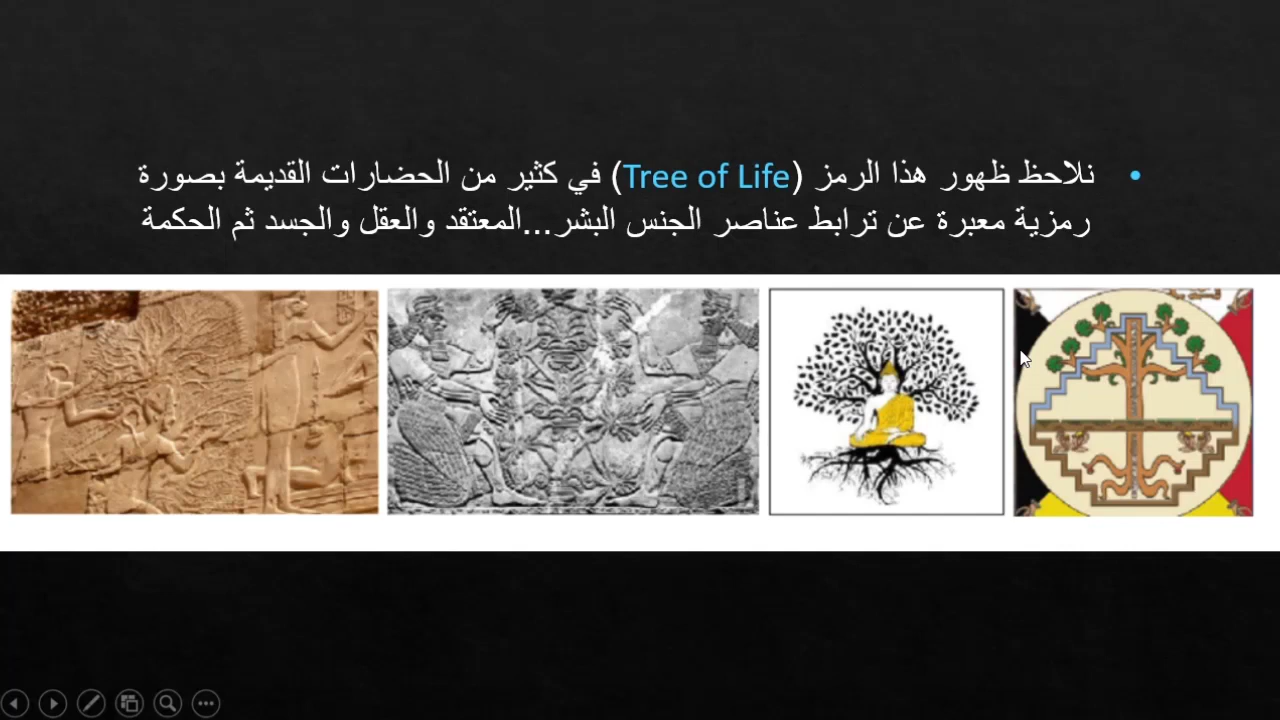 • نلاحظ ظهور هذا الرمز (Tree of Life) في كثير من الحضارات القديمة بصورة
رمزية معبرة عن ترابط عناصر الجنس البشر...المعتقد والعقل والجسد ثم الحكمة